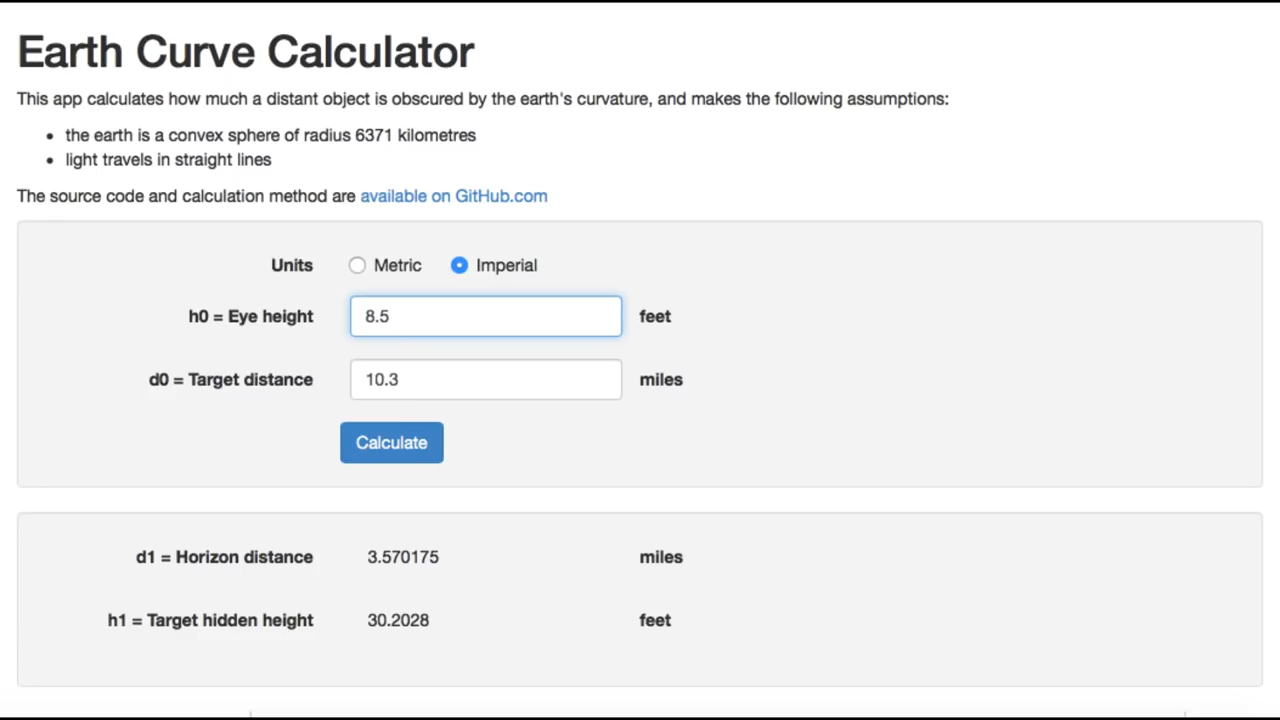 Earth Curve Calculator
This app calculates how much a distant object is obscured by the earth's curvature, and makes the following assumptions:
• the earth is a convex sphere of radius 6371 kilometres
• light travels in straight lines
The source code and calculation method are available on GitHub.com
Units Metric Imperial
h0 = Eye height 8.5 feet
d0 = Target distance 10.3 miles
Calculate
d1 = Horizon distance 3.570175 miles
h1 = Target hidden height 30.2028 feet